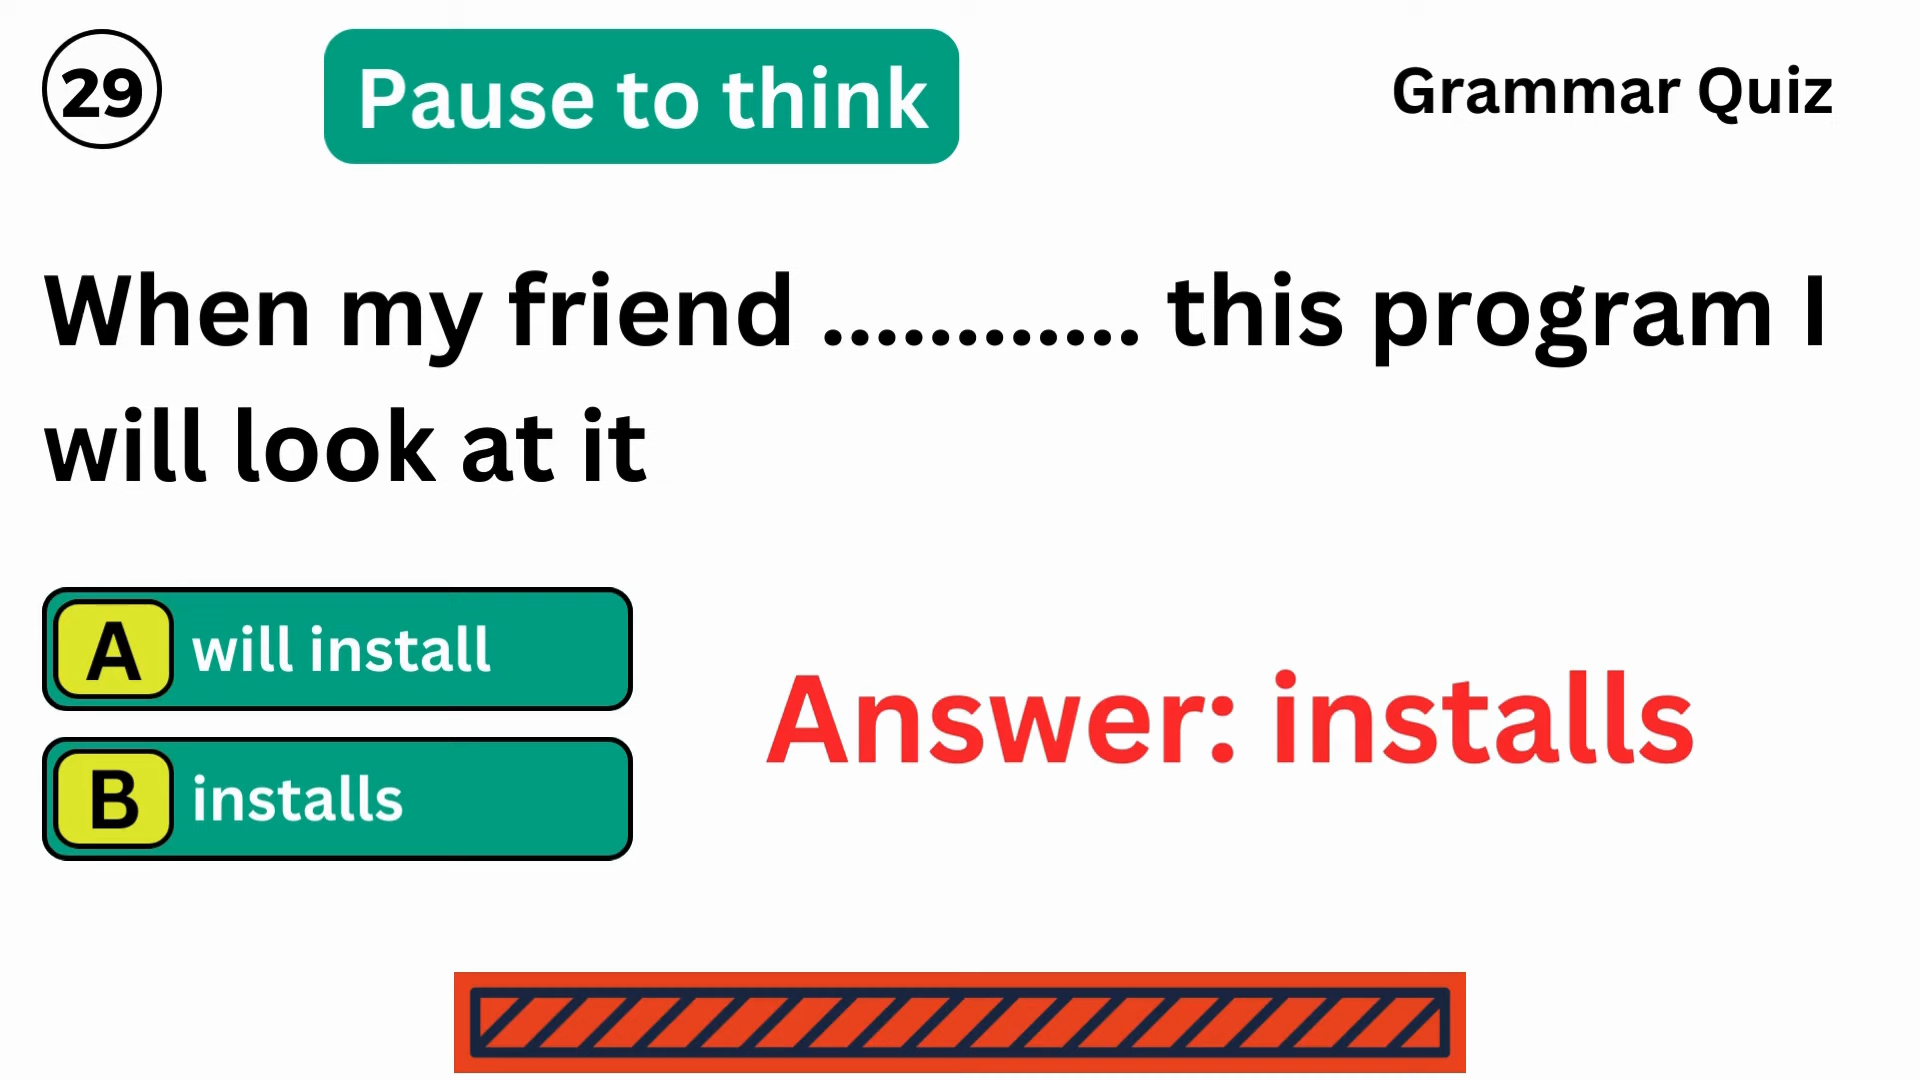 29
Pause to think
Grammar Quiz
When my friend ............ this program I
will look at it
A will install
B installs
Answer: installs